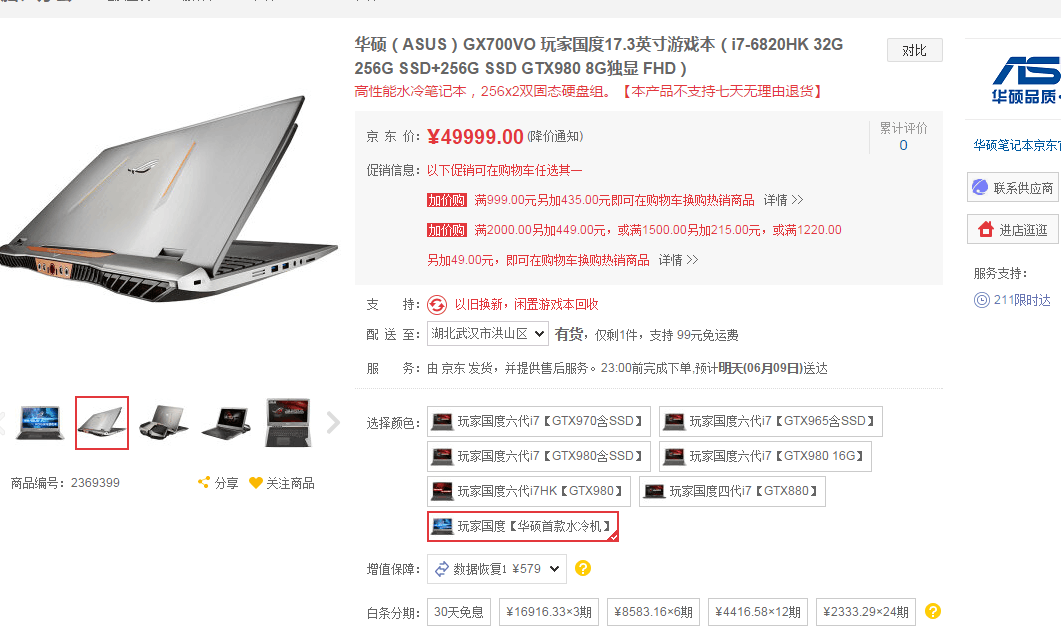 华硕（ASUS）GX700VO 玩家国度17.3英寸游戏本（i7-6820HK 32G
256G SSD+256G SSD GTX980 8G独显 FHD）
高性能水冷笔记本，256x2双固态硬盘组。【本产品不支持七天无理由退货】
对比
京 东 价： ¥49999.00 (降价通知)
累计评价
0
促销信息： 以下促销可在购物车任选其一
加价购 满999.00元另加435.00元即可在购物车换购热销商品 详情 >>
加价购 满2000.00另加449.00元，或满1500.00另加215.00元，或满1220.00
另加49.00元，即可在购物车换购热销商品 详情 >>
支 持： 以旧换新，闲置游戏本回收
配 送 至： 湖北武汉市洪山区 有货，仅剩1件，支持 99元免运费
服 务： 由 京东 发货，并提供售后服务。23:00前完成下单,预计明天(06月09日)送达
选择颜色： 玩家国度六代i7【GTX970含SSD】 玩家国度六代i7【GTX965含SSD】
玩家国度六代i7【GTX980含SSD】 玩家国度六代i7【GTX980 16G】
玩家国度六代i7HK【GTX980】 玩家国度四代i7【GTX880】
玩家国度【华硕首款水冷机】
增值保障： 数据恢复1 ¥579
白条分期： 30天免息 ¥16916.33×3期 ¥8583.16×6期 ¥4416.58×12期 ¥2333.29×24期
商品编号：2369399
分享 关注商品
华硕品质·
华硕笔记本京东
联系供应商
进店逛逛
服务支持：
211限时达